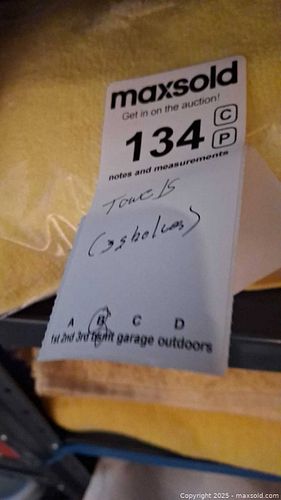 maxsold
Get in on the auction!
134 C
P
notes and measurements
Towels
(3 shelves)
A B C D
1st 2nd 3rd bsmt garage outdoors
Copyright © 2025 - maxsold.com